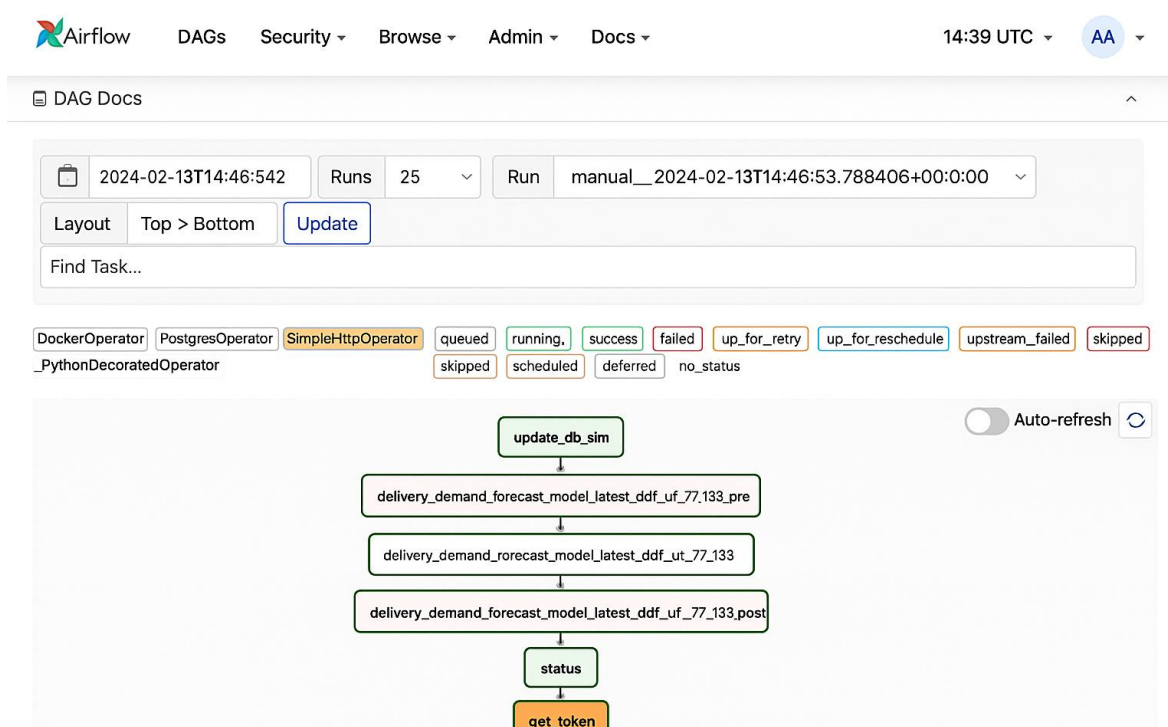 Airflow DAGs Security Browse Admin Docs 14:39 UTC AA
DAG Docs
2024-02-13T14:46:542 Runs 25 Run manual__2024-02-13T14:46:53.788406+00:0:00
Layout Top > Bottom Update
Find Task...
DockerOperator PostgresOperator SimpleHttpOperator queued running, success failed up_for_retry up_for_reschedule upstream_failed skipped
_PythonDecoratedOperator skipped scheduled deferred no_status
Auto-refresh
update_db_sim
delivery_demand_forecast_model_latest_ddf_uf_77_133_pre
delivery_demand_rorecast_model_latest_ddf_ut_77_133
delivery_demand_forecast_model_latest_ddf_uf_77_133_post
status
get_token